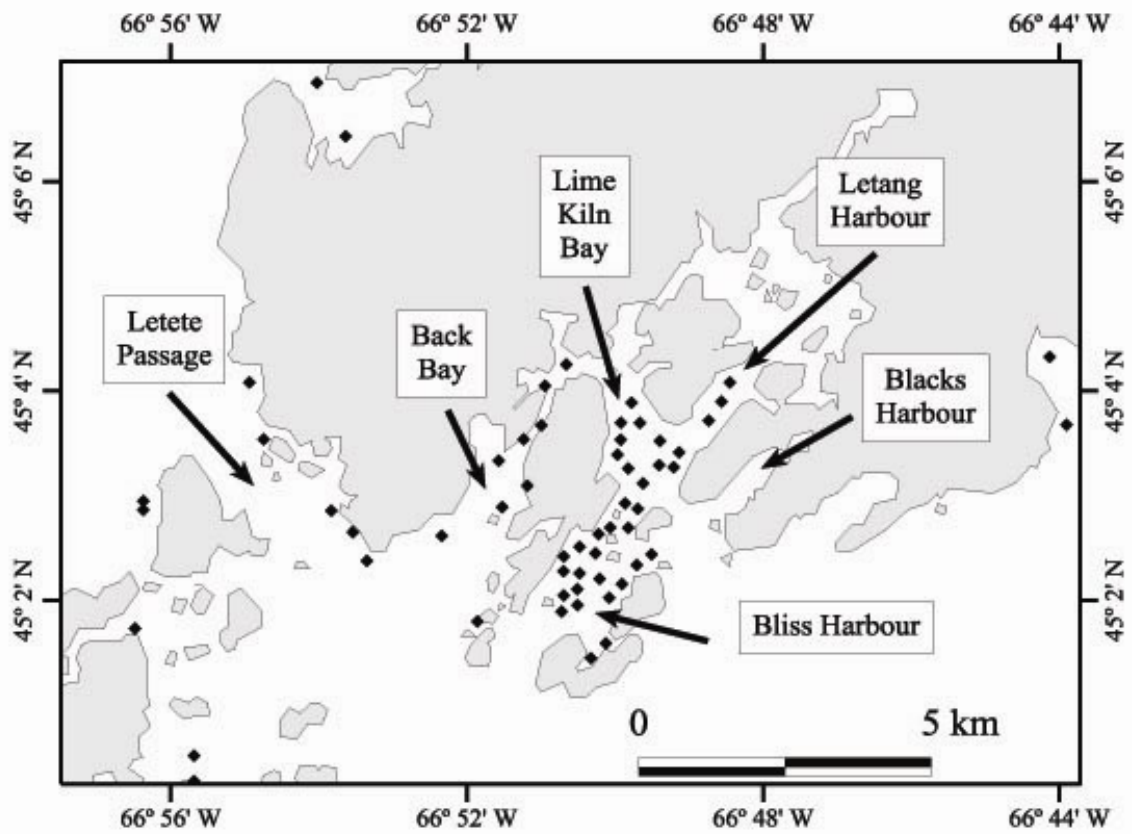 66° 56' W
66° 52' W
66° 48' W
66° 44' W
45° 6' N
45° 6' N
Lime
Kiln
Bay
Letang
Harbour
Letete
Passage
Back
Bay
Blacks
Harbour
45° 4' N
45° 4' N
45° 2' N
45° 2' N
Bliss Harbour
0
5 km
66° 56' W
66° 52' W
66° 48' W
66° 44' W